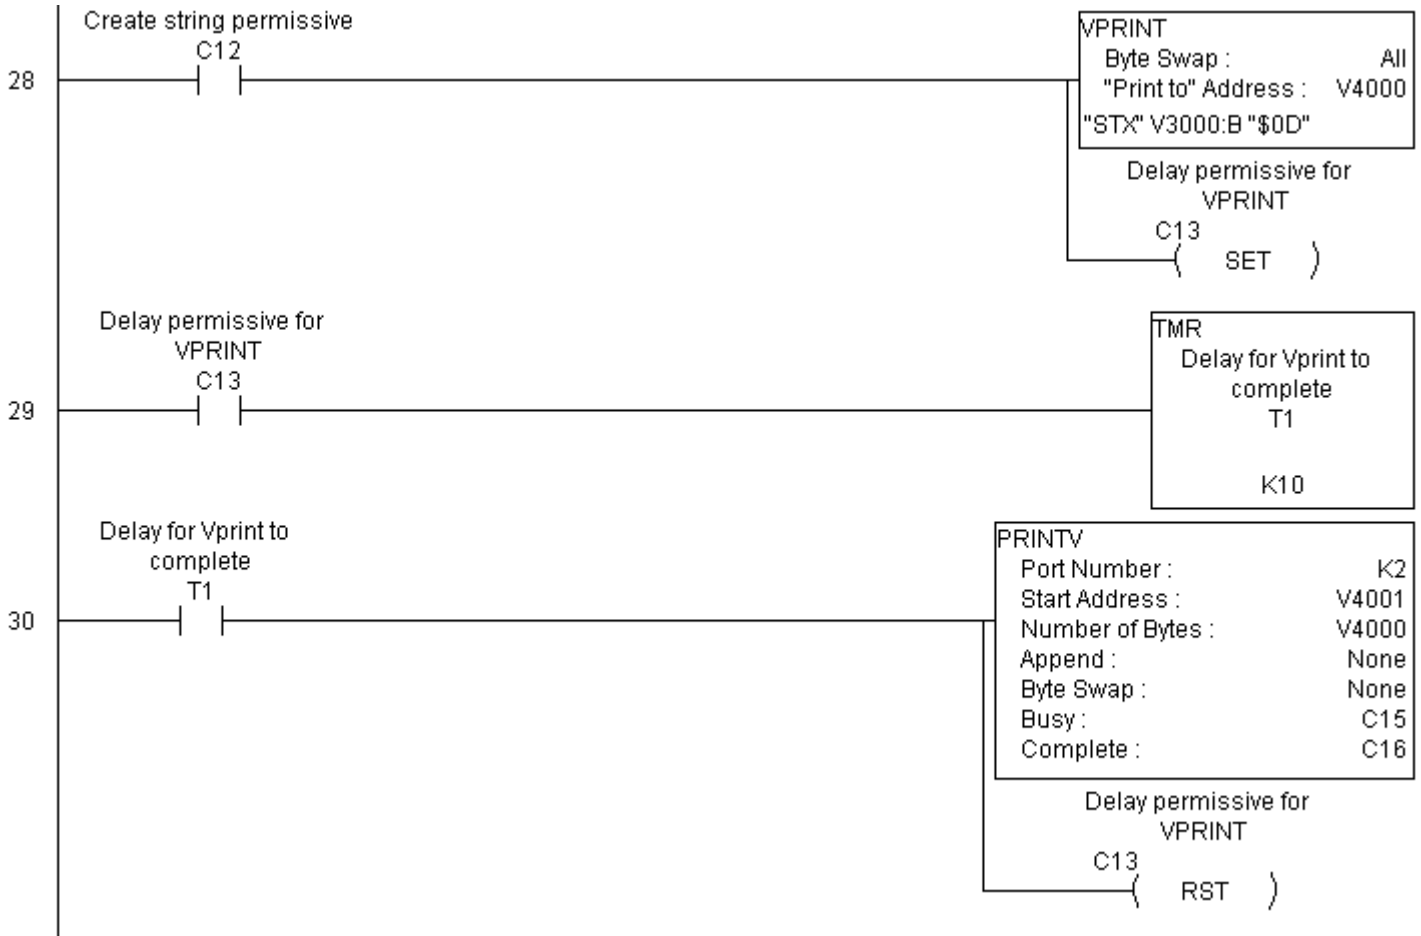 Create string permissive
C12
28
VPRINT
Byte Swap : All
"Print to" Address : V4000
"STX" V3000:B "$0D"
Delay permissive for
VPRINT
C13
SET
Delay permissive for
VPRINT
C13
29
TMR
Delay for Vprint to
complete
T1
K10
Delay for Vprint to
complete
T1
30
PRINTV
Port Number : K2
Start Address : V4001
Number of Bytes : V4000
Append : None
Byte Swap : None
Busy : C15
Complete : C16
Delay permissive for
VPRINT
C13
RST